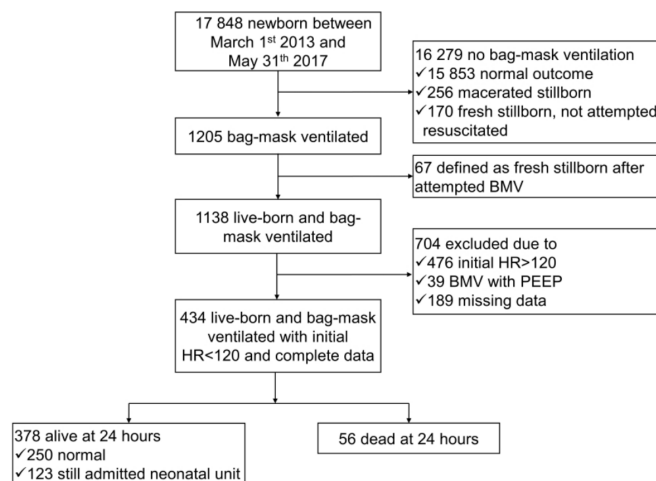 17 848 newborn between
March 1st 2013 and
May 31th 2017
16 279 no bag-mask ventilation
✓15 853 normal outcome
✓256 macerated stillborn
✓170 fresh stillborn, not attempted
resuscitated
1205 bag-mask ventilated
67 defined as fresh stillborn after
attempted BMV
1138 live-born and bag-
mask ventilated
704 excluded due to
✓476 initial HR>120
✓39 BMV with PEEP
✓189 missing data
434 live-born and bag-mask
ventilated with initial
HR<120 and complete data
378 alive at 24 hours
✓250 normal
✓123 still admitted neonatal unit
56 dead at 24 hours